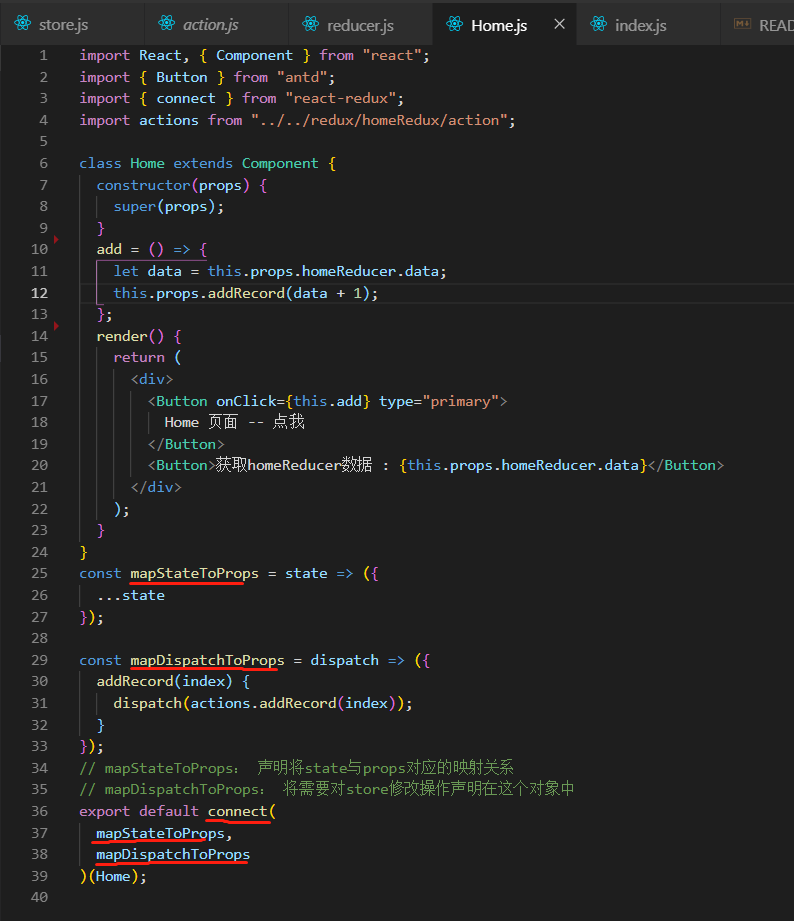 store.js action.js reducer.js Home.js index.js READ
1 import React, { Component } from "react";
2 import { Button } from "antd";
3 import { connect } from "react-redux";
4 import actions from "../../redux/homeRedux/action";
5
6 class Home extends Component {
7 constructor(props) {
8 super(props);
9 }
10 add = () => {
11 let data = this.props.homeReducer.data;
12 this.props.addRecord(data + 1);
13 };
14 render() {
15 return (
16 <div>
17 <Button onClick={this.add} type="primary">
18 Home 页面 -- 点我
19 </Button>
20 <Button>获取homeReducer数据 : {this.props.homeReducer.data}</Button>
21 </div>
22 );
23 }
24 }
25 const mapStateToProps = state => ({
26 ...state
27 });
28
29 const mapDispatchToProps = dispatch => ({
30 addRecord(index) {
31 dispatch(actions.addRecord(index));
32 }
33 });
34 // mapStateToProps： 声明将state与props对应的映射关系
35 // mapDispatchToProps： 将需要对store修改操作声明在这个对象中
36 export default connect(
37 mapStateToProps,
38 mapDispatchToProps
39 )(Home);
40